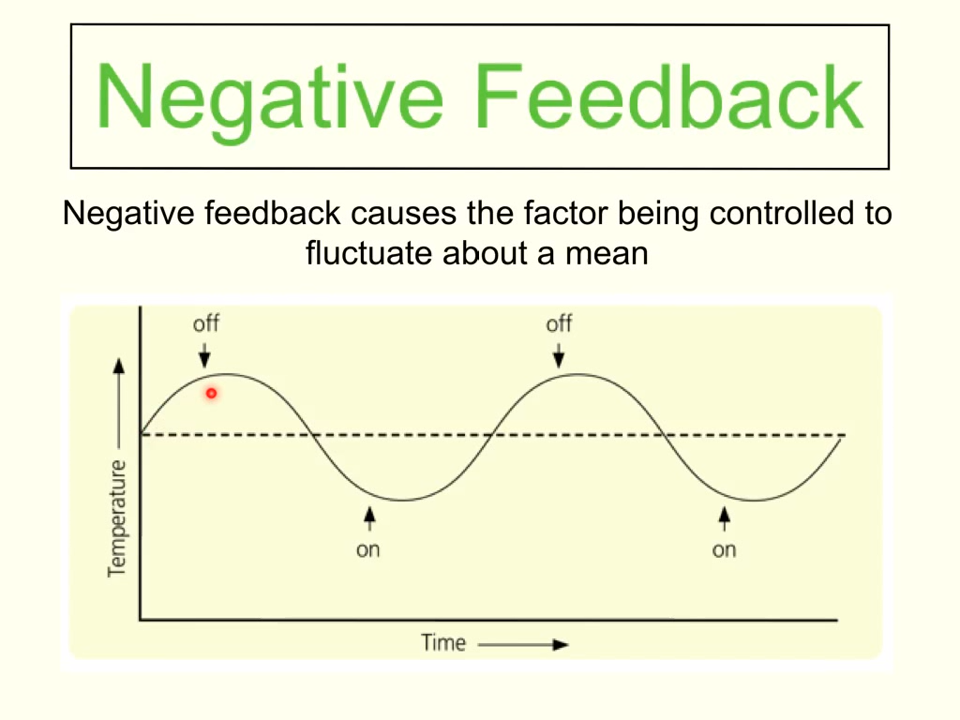 Negative Feedback
Negative feedback causes the factor being controlled to
fluctuate about a mean
off
off
Temperature
on
on
Time